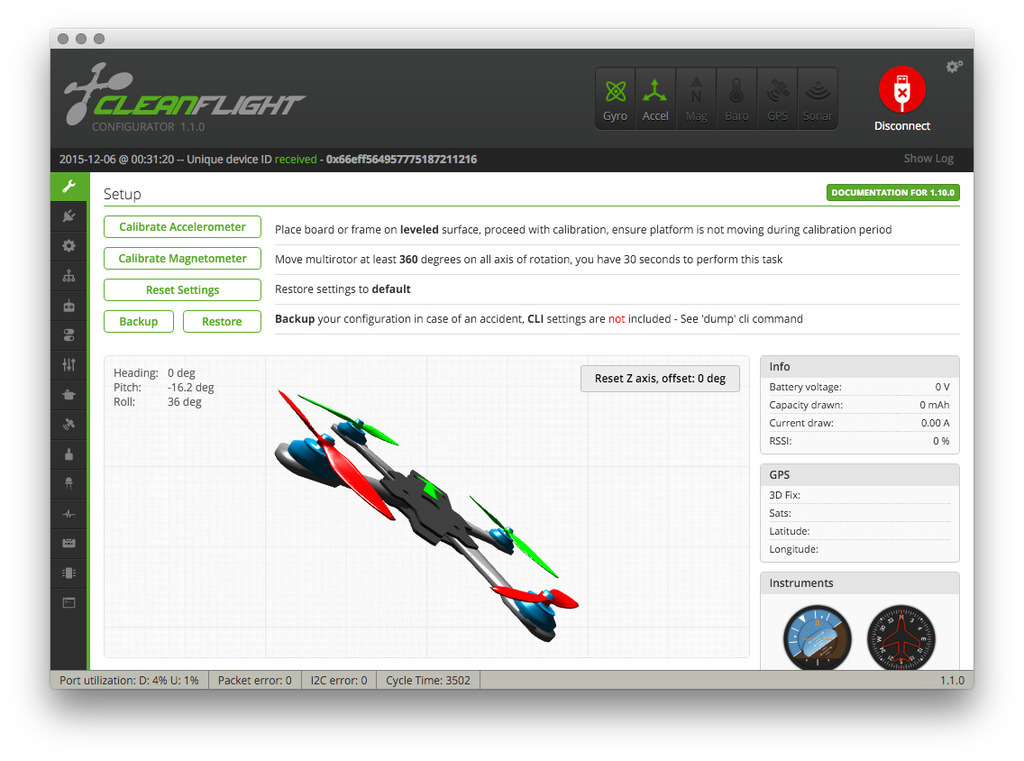 CLEANFLIGHT
CONFIGURATOR 1.1.0
Gyro Accel Mag Baro GPS Sonar
Disconnect
2015-12-06 @ 00:31:20 -- Unique device ID received - 0x66eff564957775187211216
Show Log
Setup
DOCUMENTATION FOR 1.10.0
Calibrate Accelerometer
Place board or frame on leveled surface, proceed with calibration, ensure platform is not moving during calibration period
Calibrate Magnetometer
Move multirotor at least 360 degrees on all axis of rotation, you have 30 seconds to perform this task
Reset Settings
Restore settings to default
Backup
Restore
Backup your configuration in case of an accident, CLI settings are not included - See 'dump' cli command
Heading: 0 deg
Pitch: -16.2 deg
Roll: 36 deg
Reset Z axis, offset: 0 deg
Info
Battery voltage: 0 V
Capacity drawn: 0 mAh
Current draw: 0.00 A
RSSI: 0 %
GPS
3D Fix:
Sats:
Latitude:
Longitude:
Instruments
Port utilization: D: 4% U: 1%
Packet error: 0
I2C error: 0
Cycle Time: 3502
1.1.0